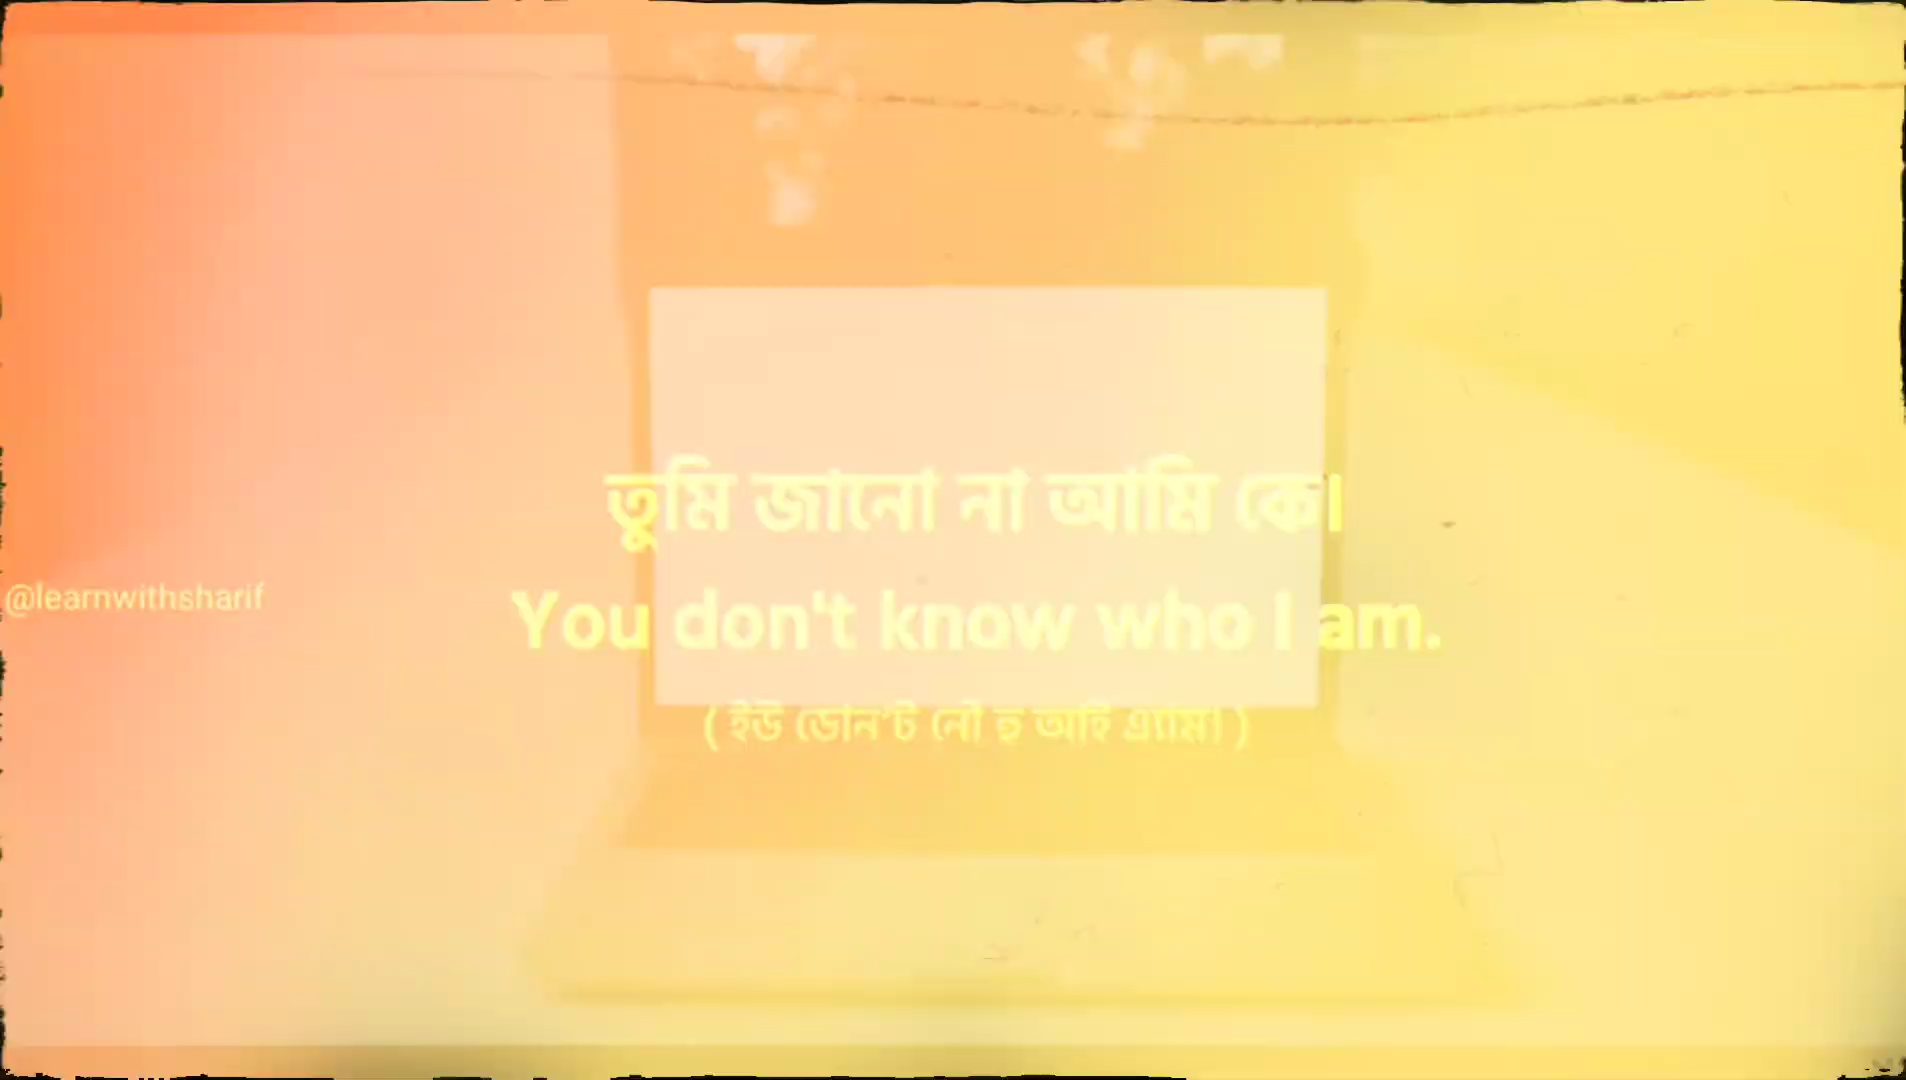 তুমি জানো না আমি কে।
@learnwithsharif
You don't know who I am.
( ইউ ডোন'ট নৌ হু আই এ্যাম। )